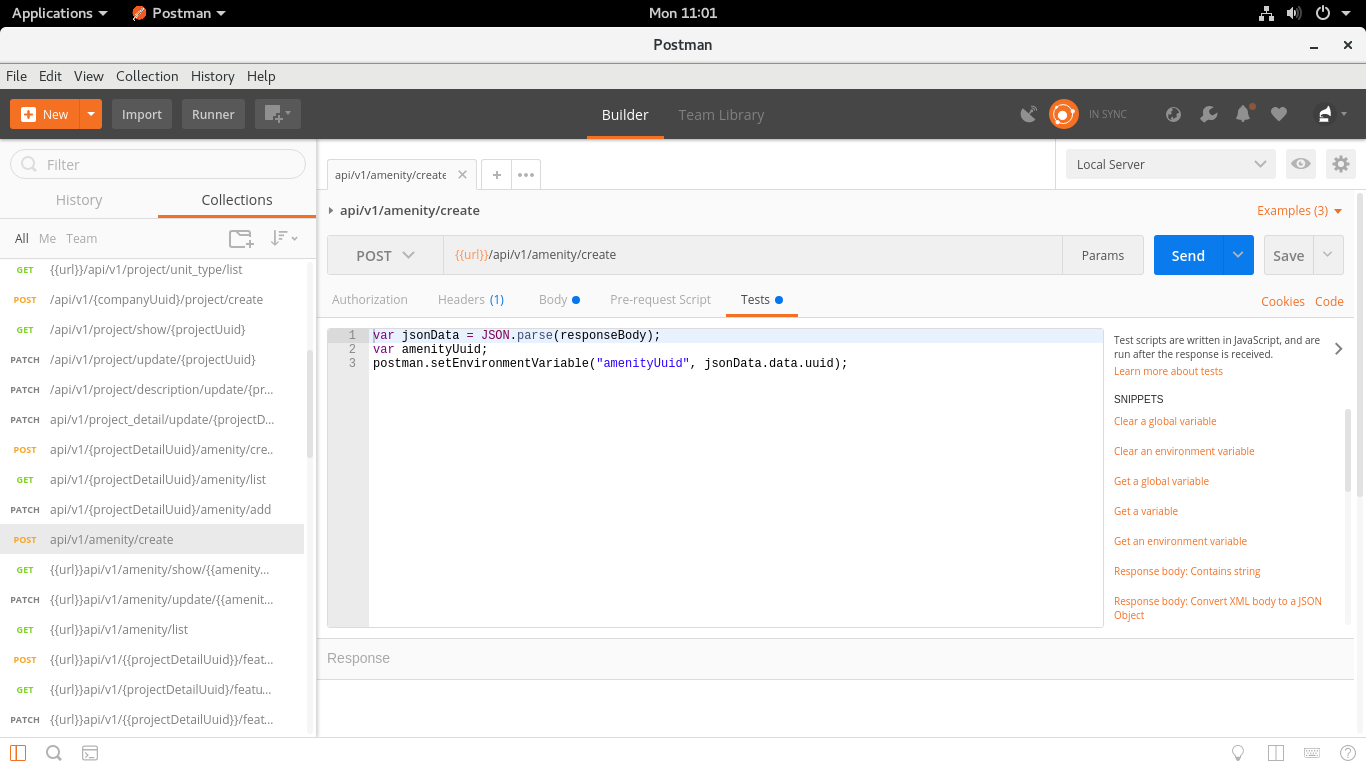 Applications Postman Mon 11:01
Postman
File Edit View Collection History Help
New Import Runner Builder Team Library IN SYNC
Filter
History Collections
All Me Team
GET {{url}}/api/v1/project/unit_type/list
POST /api/v1/{companyUuid}/project/create
GET /api/v1/project/show/{projectUuid}
PATCH /api/v1/project/update/{projectUuid}
PATCH /api/v1/project/description/update/{pr...
PATCH api/v1/project_detail/update/{projectD...
POST api/v1/{projectDetailUuid}/amenity/cre..
GET api/v1/{projectDetailUuid}/amenity/list
PATCH api/v1/{projectDetailUuid}/amenity/add
POST api/v1/amenity/create
GET {{url}}api/v1/amenity/show/{{amenity...
PATCH {{url}}api/v1/amenity/update/{{amenit...
GET {{url}}api/v1/amenity/list
POST {{url}}api/v1/{{projectDetailUuid}}/feat...
GET {{url}}api/v1/{projectDetailUuid}/featu...
PATCH {{url}}api/v1/{{projectDetailUuid}}/feat...
api/v1/amenity/create
Local Server
api/v1/amenity/create
Examples (3)
POST {{url}}/api/v1/amenity/create Params Send Save
Authorization Headers (1) Body Pre-request Script Tests Cookies Code
1 var jsonData = JSON.parse(responseBody);
2 var amenityUuid;
3 postman.setEnvironmentVariable("amenityUuid", jsonData.data.uuid);
Test scripts are written in JavaScript, and are
run after the response is received.
Learn more about tests
SNIPPETS
Clear a global variable
Clear an environment variable
Get a global variable
Get a variable
Get an environment variable
Response body: Contains string
Response body: Convert XML body to a JSON
Object
Response